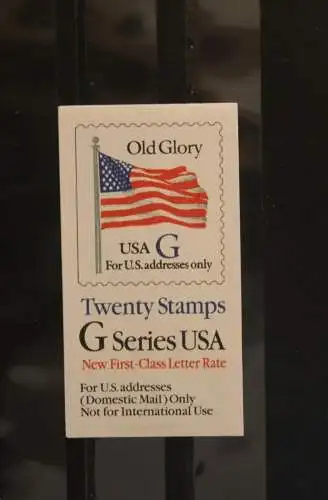 Old Glory
USA G
For U.S. addresses only
Twenty Stamps
G Series USA
New First-Class Letter Rate
For U.S. addresses
(Domestic Mail) Only
Not for International Use